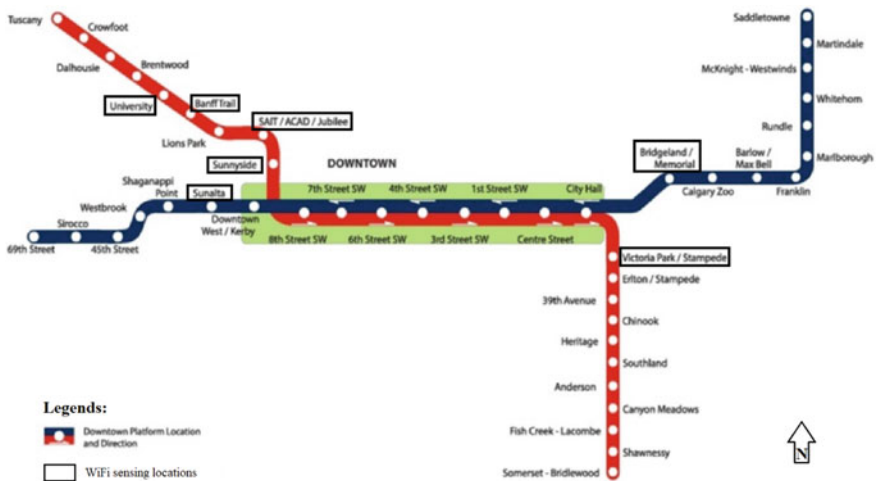 Tuscany
Crowfoot
Dalhousie
Brentwood
University
Banff Trail
Lions Park
SAIT / ACAD / Jubilee
Sunnyside
DOWNTOWN
7th Street SW
4th Street SW
1st Street SW
City Hall
Downtown
West / Kerby
8th Street SW
6th Street SW
3rd Street SW
Centre Street
Sunalta
Shaganappi
Point
Westbrook
45th Street
Sirocco
69th Street
Saddletowne
Martindale
McKnight - Westwinds
Whitehorn
Rundle
Marlborough
Franklin
Barlow /
Max Bell
Calgary Zoo
Bridgeland /
Memorial
Victoria Park / Stampede
Erlton / Stampede
39th Avenue
Chinook
Heritage
Southland
Anderson
Canyon Meadows
Fish Creek - Lacombe
Shawnessy
Somerset - Bridlewood
Legends:
Downtown Platform Location
and Direction
WiFi sensing locations
N